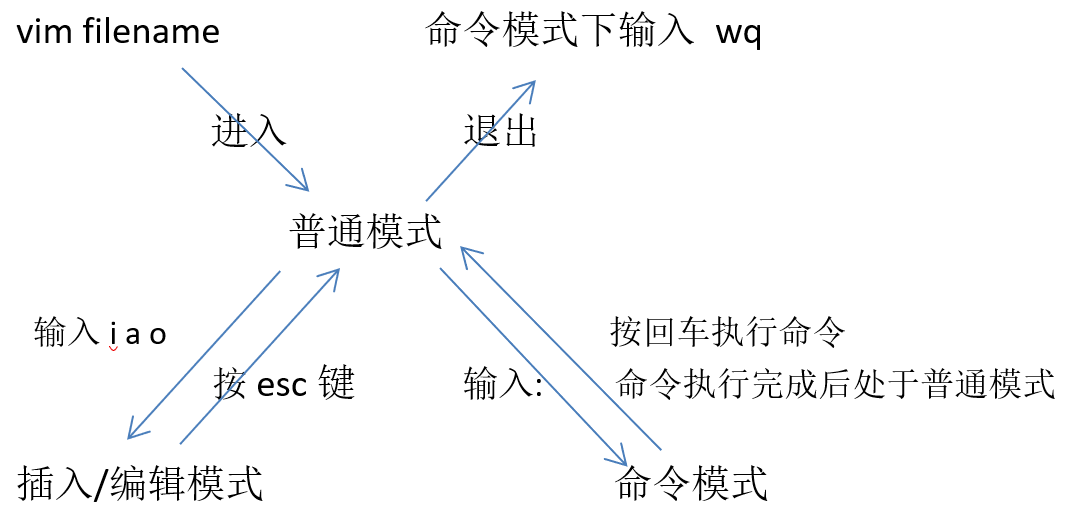 vim filename
命令模式下输入 wq
进入
退出
普通模式
输入 i a o
按回车执行命令
按 esc 键
输入:
命令执行完成后处于普通模式
插入/编辑模式
命令模式